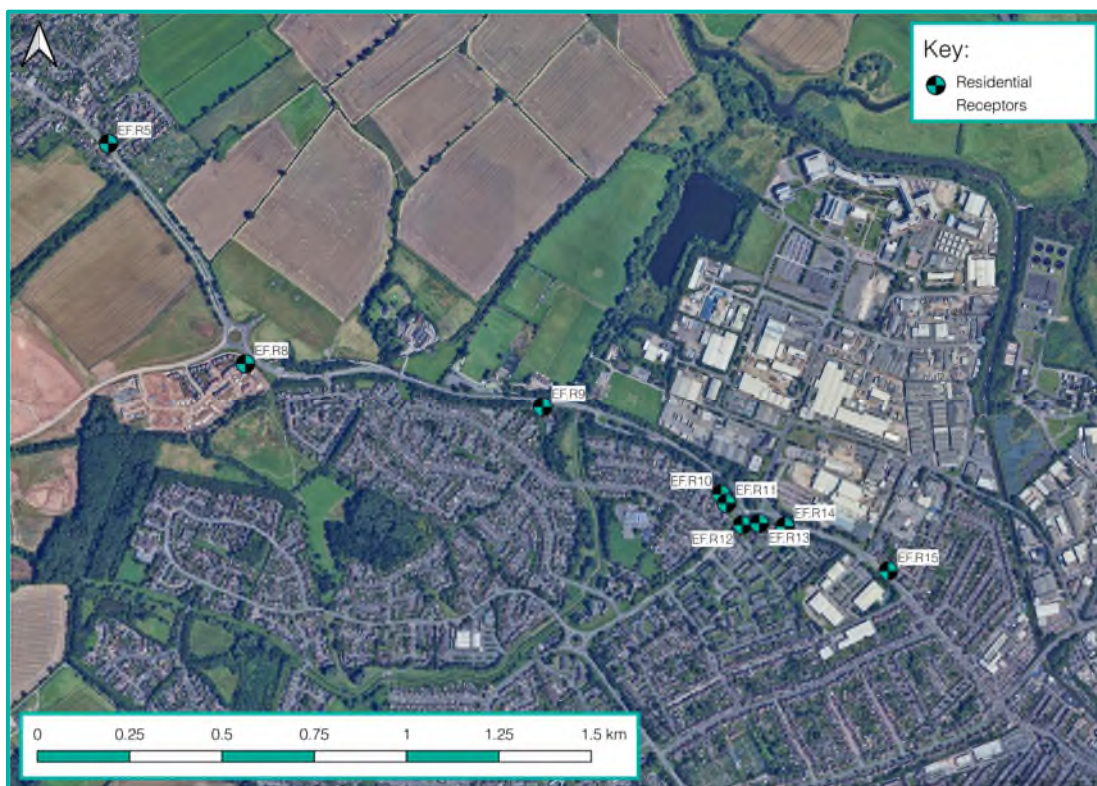 Key:
Residential
Receptors
EF.R5
EF.R8
EF.R9
EF.R10
EF.R11
EF.R14
EF.R12
EF.R13
EF.R15
0 0.25 0.5 0.75 1 1.25 1.5 km